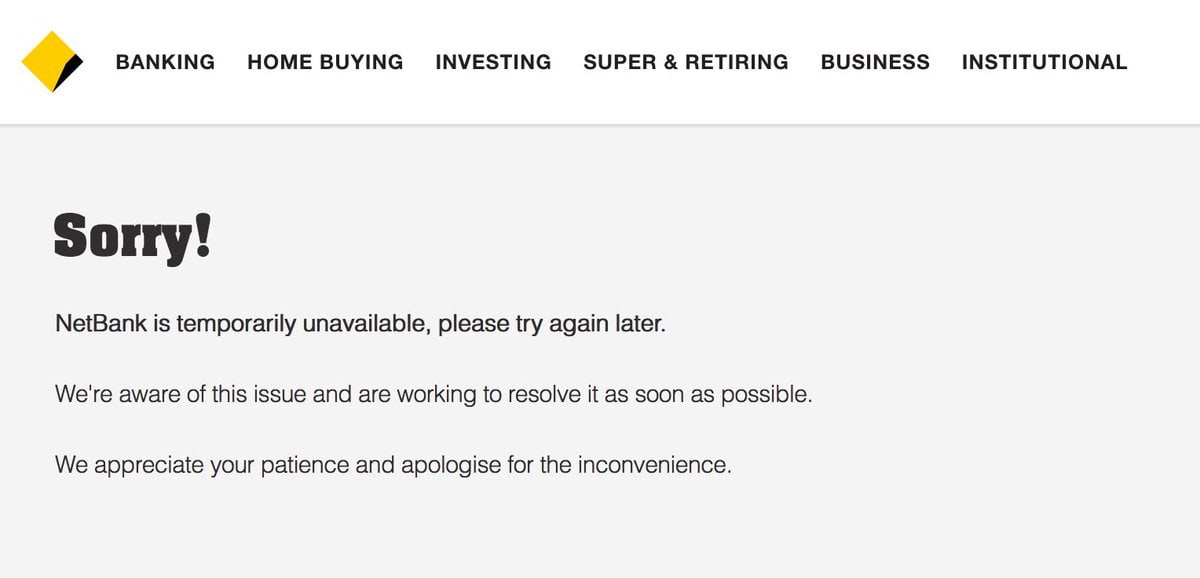 BANKING HOME BUYING INVESTING SUPER & RETIRING BUSINESS INSTITUTIONAL
Sorry!
NetBank is temporarily unavailable, please try again later.
We're aware of this issue and are working to resolve it as soon as possible.
We appreciate your patience and apologise for the inconvenience.